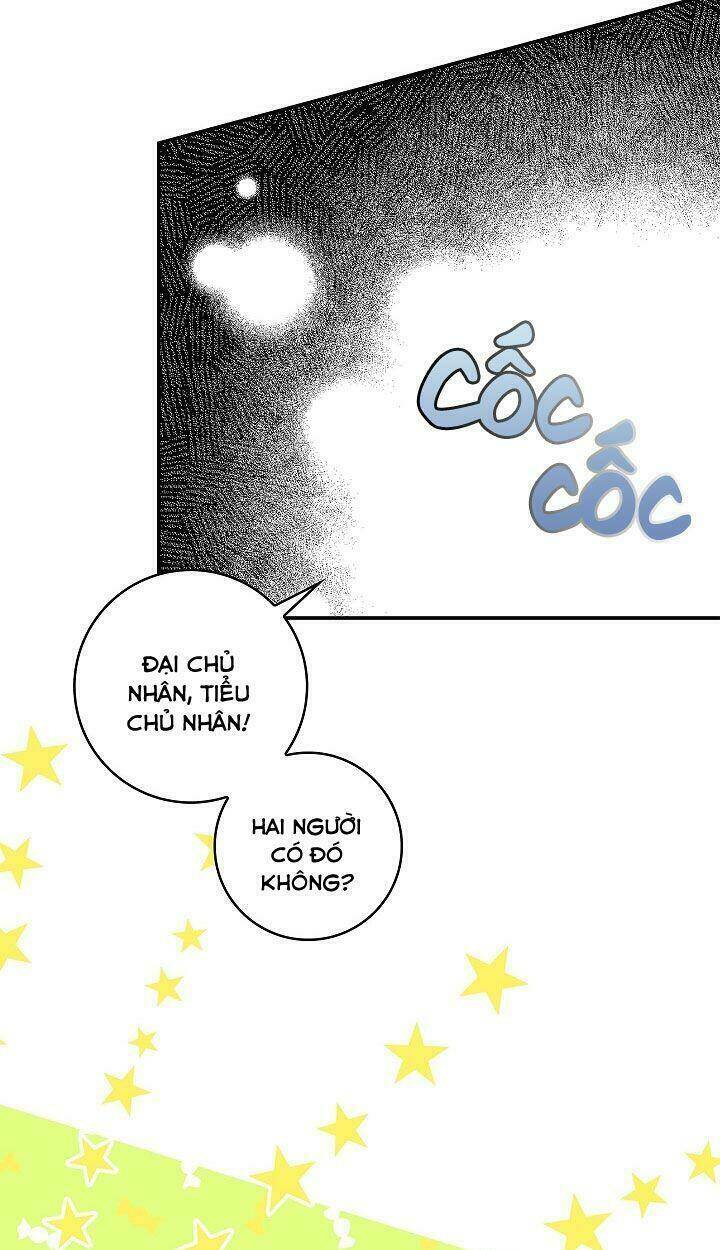 CỐC
CỐC
ĐẠI CHỦ
NHÂN, TIỂU
CHỦ NHÂN!
HAI NGƯỜI
CÓ ĐÓ
KHÔNG?